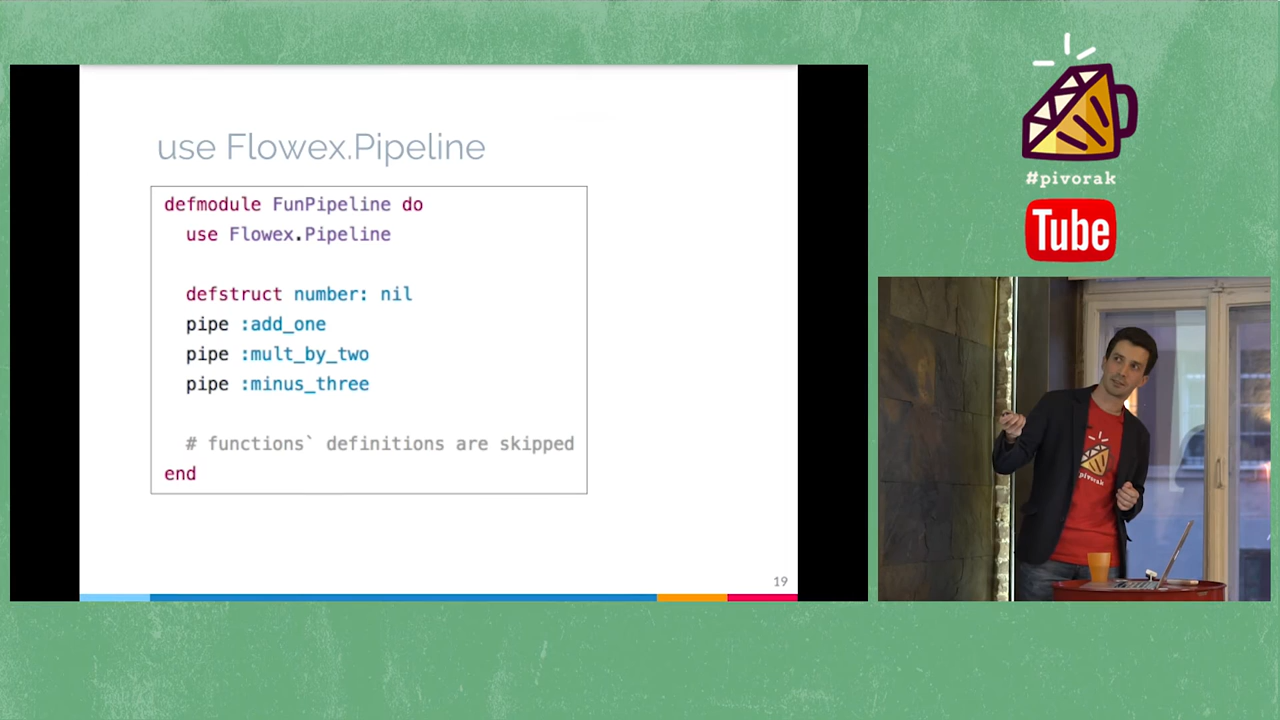 use Flowex.Pipeline
defmodule FunPipeline do
use Flowex.Pipeline
defstruct number: nil
pipe :add_one
pipe :mult_by_two
pipe :minus_three
# functions` definitions are skipped
end
19
#pivorak
Tube
pivorak